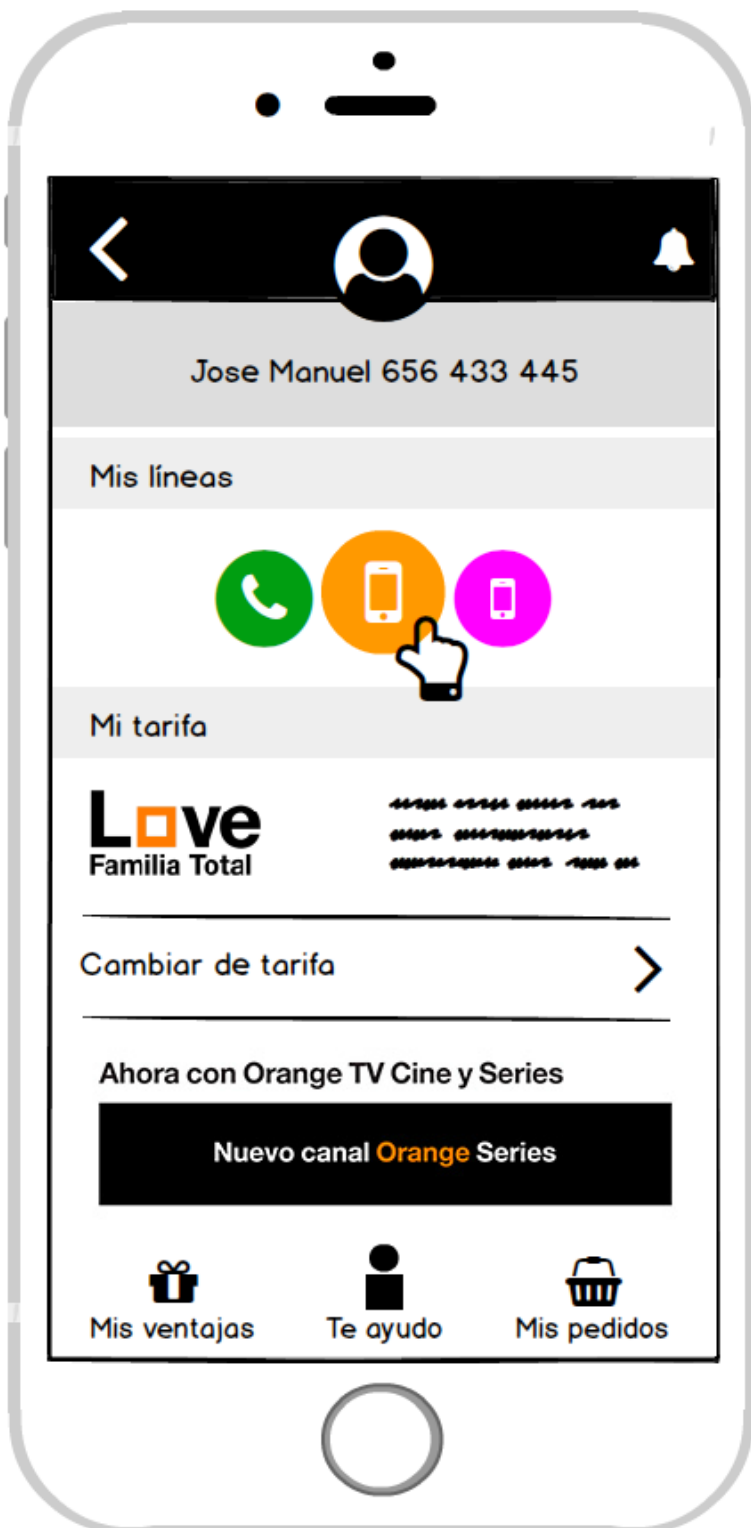 Jose Manuel 656 433 445
Mis líneas
Mi tarifa
Love
Familia Total
Cambiar de tarifa
Ahora con Orange TV Cine y Series
Nuevo canal Orange Series
Mis ventajas
Te ayudo
Mis pedidos